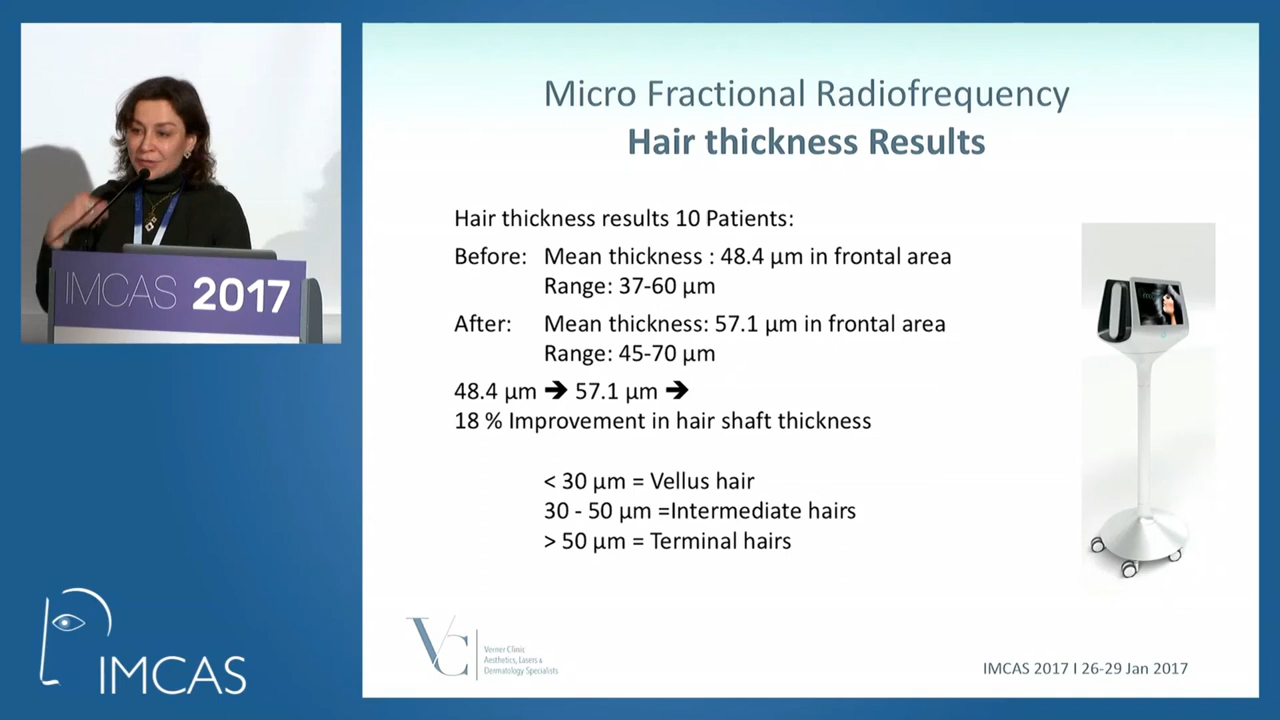 IMCAS 2017
Micro Fractional Radiofrequency
Hair thickness Results
Hair thickness results 10 Patients:
Before: Mean thickness : 48.4 µm in frontal area
Range: 37-60 µm
After: Mean thickness: 57.1 µm in frontal area
Range: 45-70 µm
48.4 µm ➔ 57.1 µm ➔
18 % Improvement in hair shaft thickness
< 30 µm = Vellus hair
30 - 50 µm =Intermediate hairs
> 50 µm = Terminal hairs
VC
Verner Clinic
Aesthetics, Lasers &
Dermatology Specialists
IMCAS 2017 I 26-29 Jan 2017
IMCAS